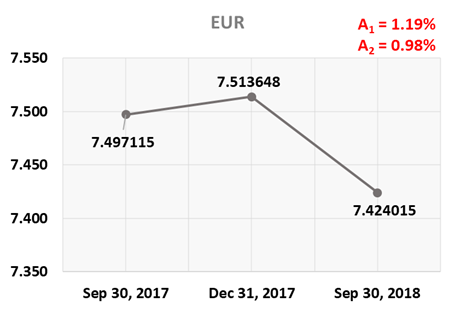 EUR
A1 = 1.19%
A2 = 0.98%
7.550
7.500
7.450
7.400
7.350
7.497115
7.513648
7.424015
Sep 30, 2017
Dec 31, 2017
Sep 30, 2018